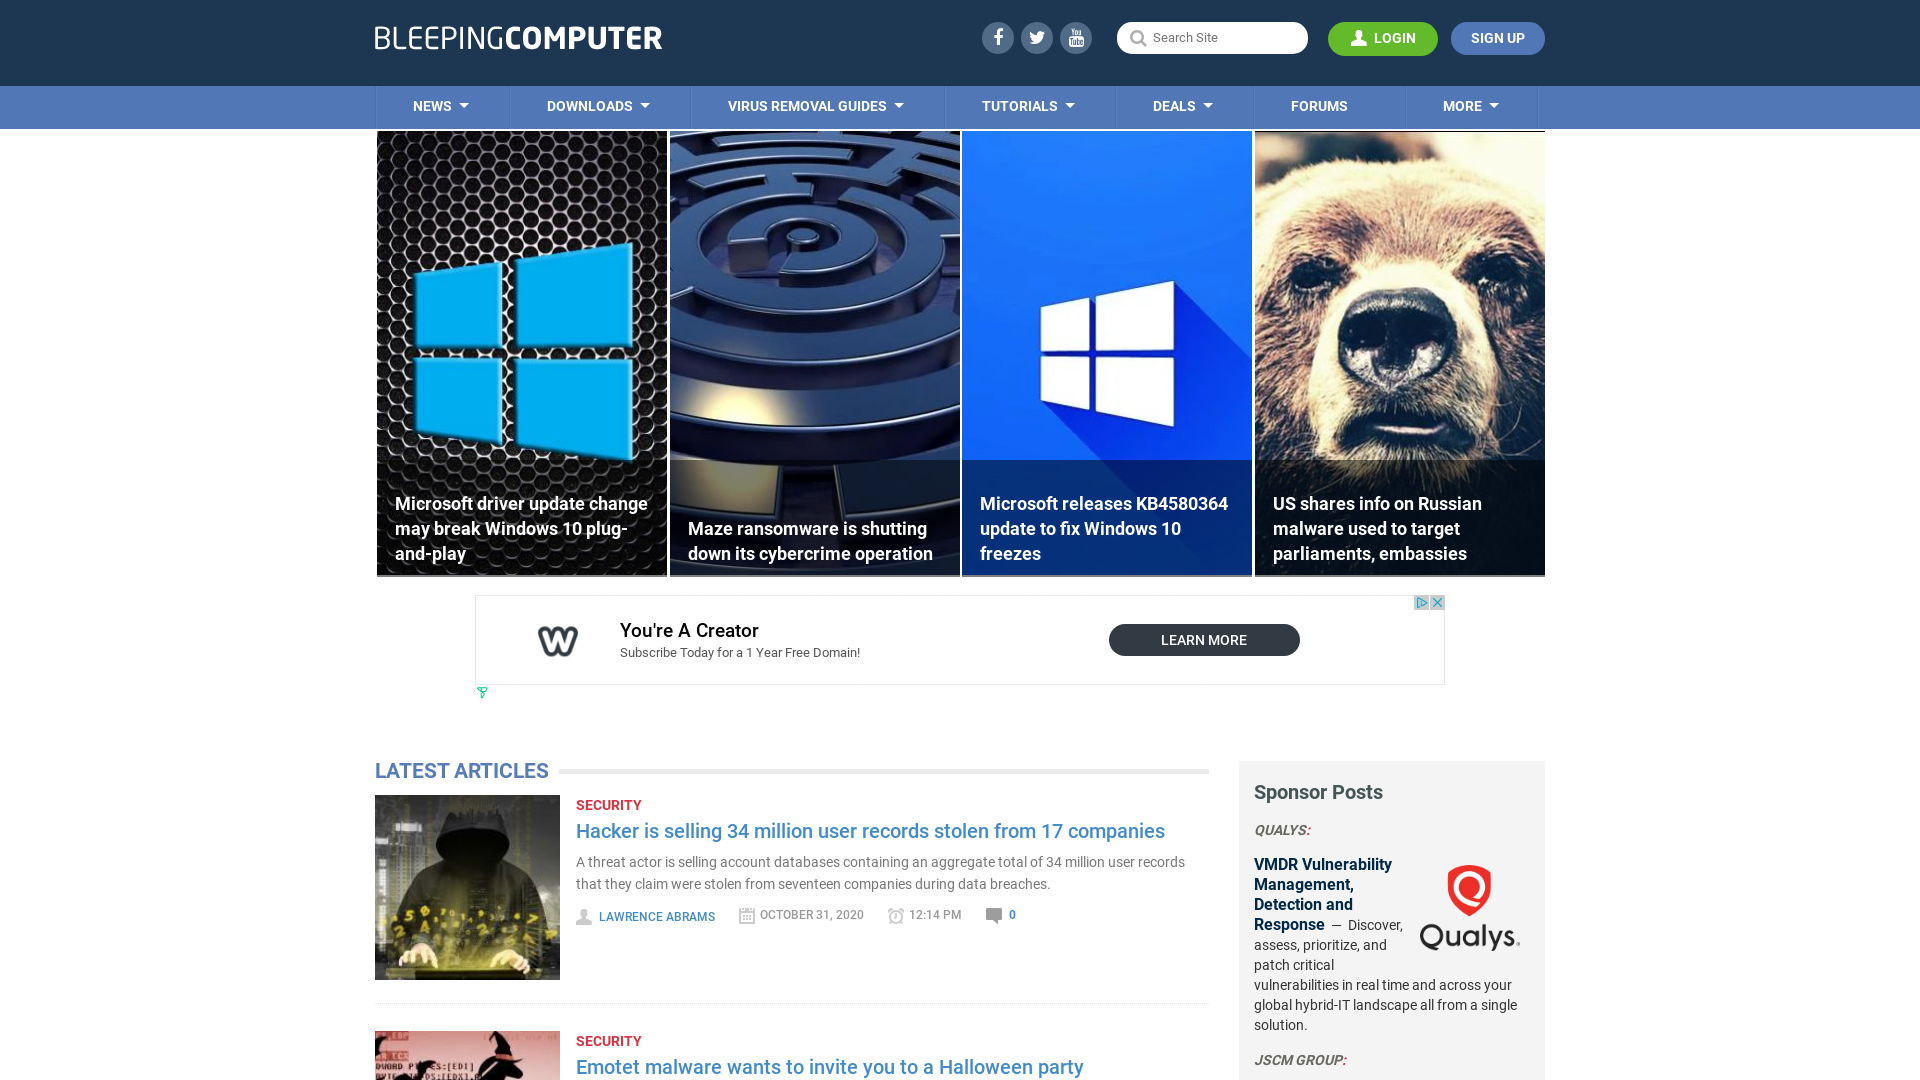 BLEEPINGCOMPUTER
You Tube
Search Site
LOGIN
SIGN UP
NEWS
DOWNLOADS
VIRUS REMOVAL GUIDES
TUTORIALS
DEALS
FORUMS
MORE
Microsoft driver update change
may break Windows 10 plug-
and-play
Maze ransomware is shutting
down its cybercrime operation
Microsoft releases KB4580364
update to fix Windows 10
freezes
US shares info on Russian
malware used to target
parliaments, embassies
You're A Creator
Subscribe Today for a 1 Year Free Domain!
LEARN MORE
LATEST ARTICLES
SECURITY
Hacker is selling 34 million user records stolen from 17 companies
A threat actor is selling account databases containing an aggregate total of 34 million user records
that they claim were stolen from seventeen companies during data breaches.
LAWRENCE ABRAMS
OCTOBER 31, 2020
12:14 PM
0
SECURITY
Emotet malware wants to invite you to a Halloween party
Sponsor Posts
QUALYS:
VMDR Vulnerability
Management,
Detection and
Response — Discover,
assess, prioritize, and
patch critical
vulnerabilities in real time and across your
global hybrid-IT landscape all from a single
solution.
Qualys.
JSCM GROUP: